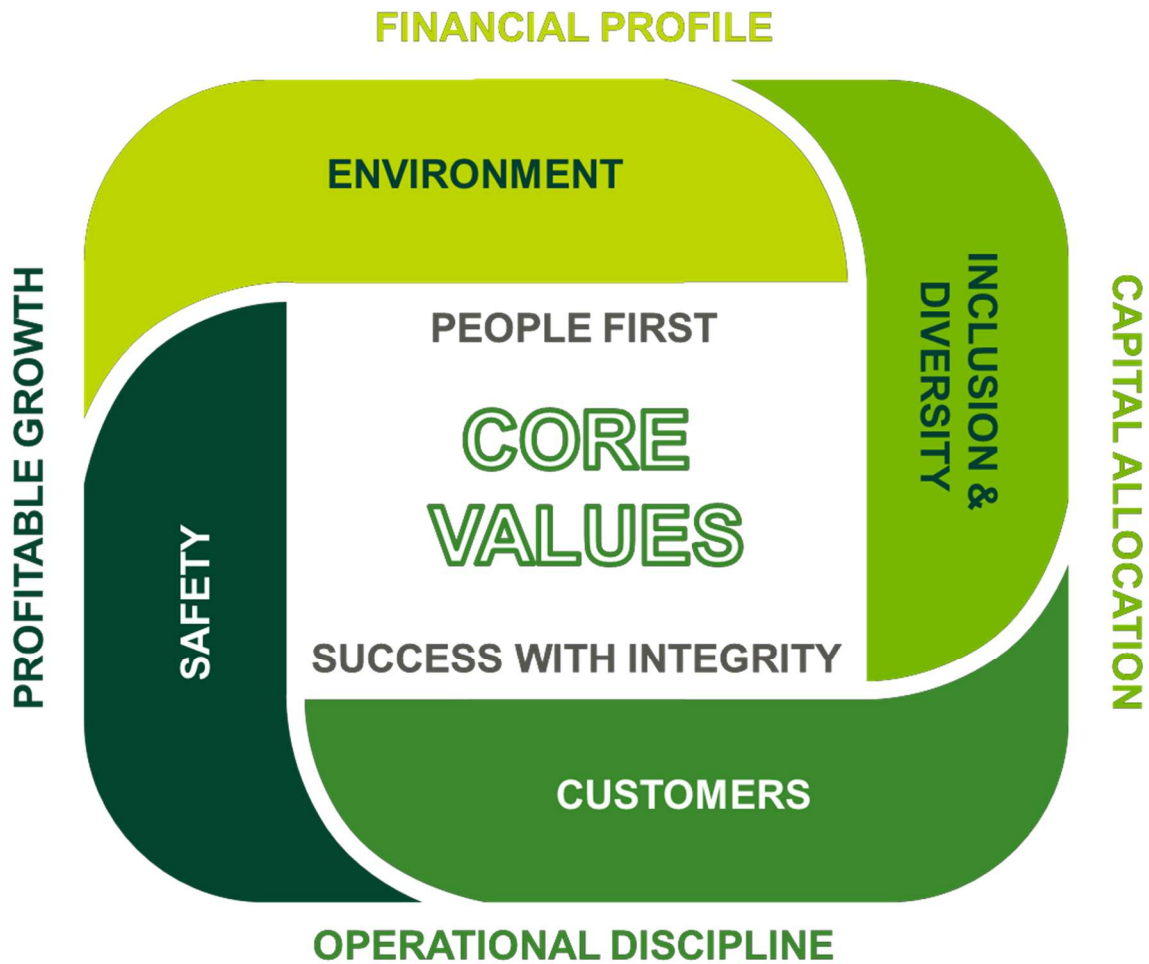 FINANCIAL PROFILE
ENVIRONMENT
PROFITABLE GROWTH
SAFETY
PEOPLE FIRST
CORE
VALUES
SUCCESS WITH INTEGRITY
INCLUSION &
DIVERSITY
CAPITAL ALLOCATION
CUSTOMERS
OPERATIONAL DISCIPLINE